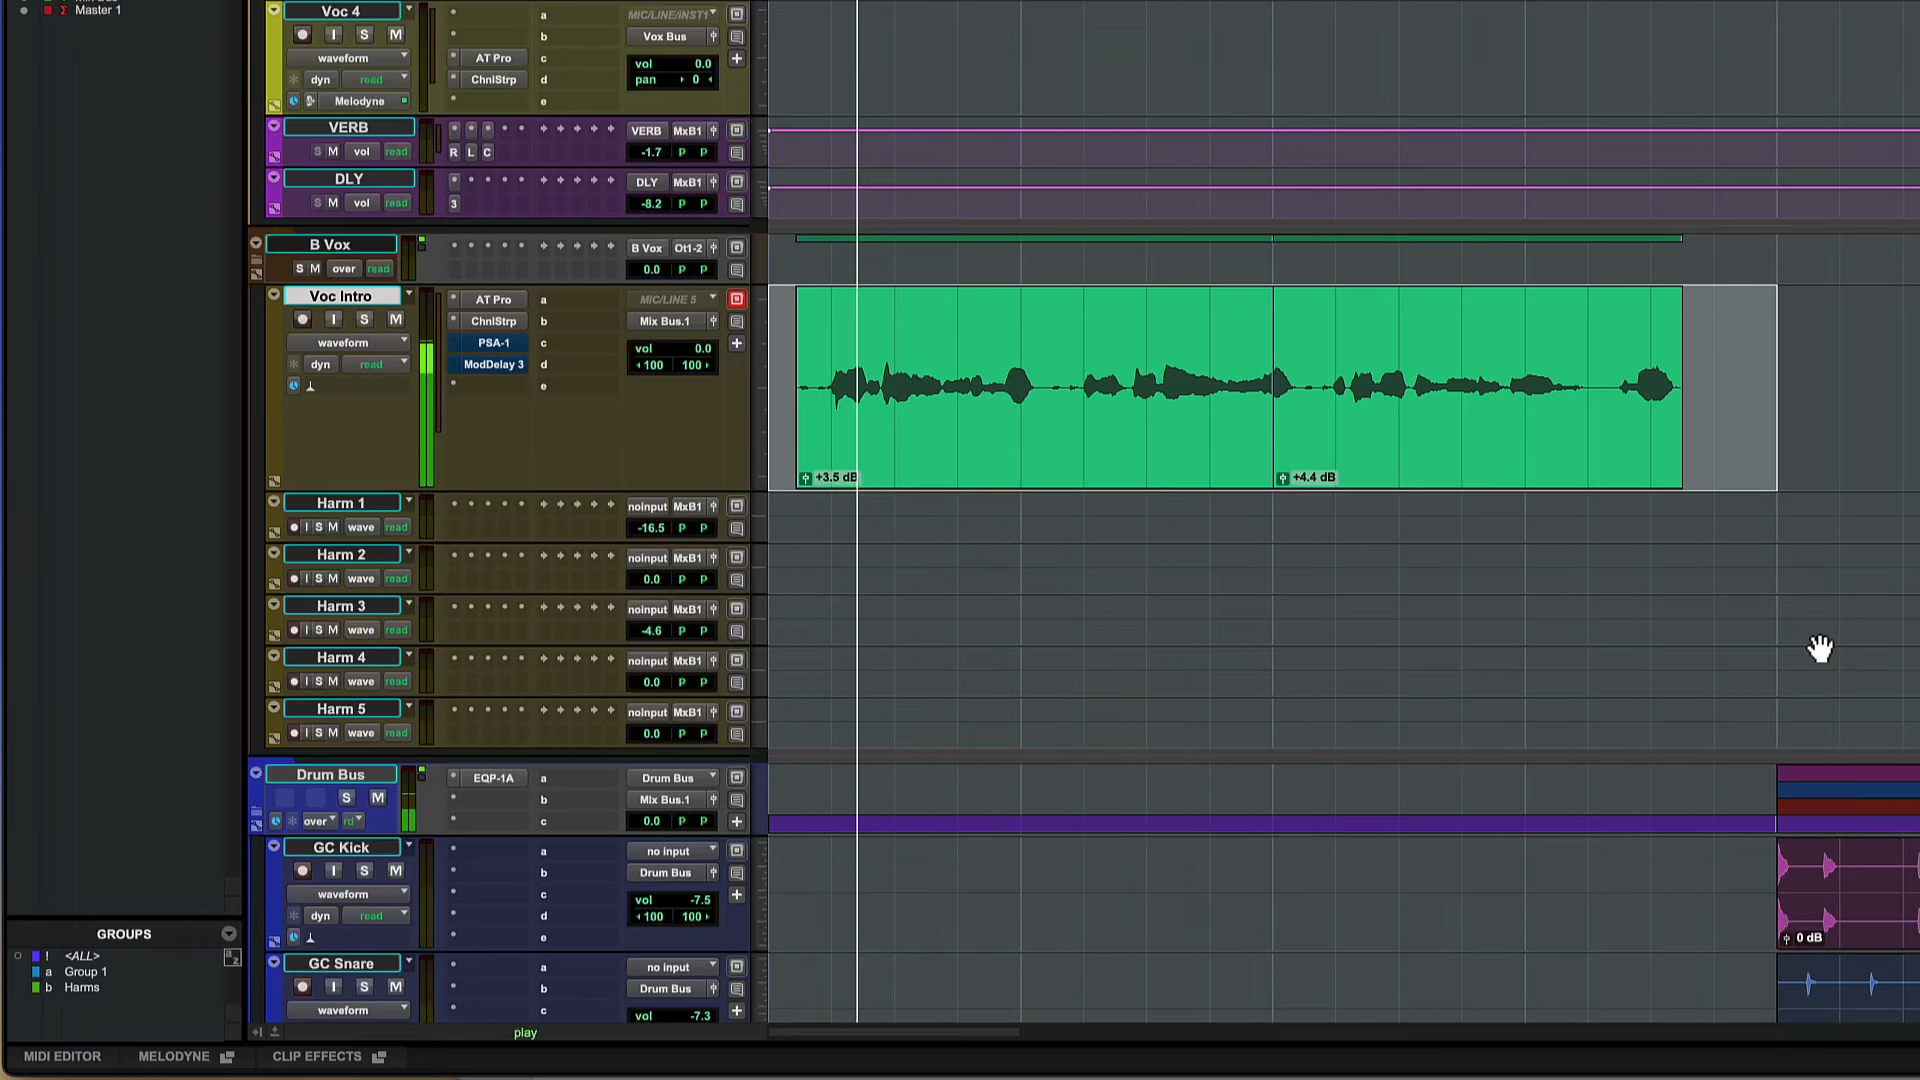 Master 1
Voc 4
I S M
waveform
dyn read
Melodyne
AT Pro
ChnlStrp
a
b
c
d
e
MIC/LINE/INST1
Vox Bus
vol 0.0
pan 0
VERB
S M vol read
R L C
VERB MxB1
-1.7 P P
DLY
S M vol read
3
DLY MxB1
-8.2 P P
B Vox
S M over read
B Vox Ot1-2
0.0 P P
Voc Intro
I S M
waveform
dyn read
AT Pro
ChnlStrp
PSA-1
ModDelay 3
a
b
c
d
e
MIC/LINE 5
Mix Bus.1
vol 0.0
100 100
+3.5 dB
+4.4 dB
Harm 1
I S M wave read
noinput MxB1
-16.5 P P
Harm 2
I S M wave read
noinput MxB1
0.0 P P
Harm 3
I S M wave read
noinput MxB1
-4.6 P P
Harm 4
I S M wave read
noinput MxB1
0.0 P P
Harm 5
I S M wave read
noinput MxB1
0.0 P P
Drum Bus
S M
over rd
EQP-1A
a
b
c
Drum Bus
Mix Bus.1
0.0 P P
GC Kick
I S M
waveform
dyn read
a
b
c
d
e
no input
Drum Bus
vol -7.5
100 100
0 dB
GC Snare
I S M
waveform
a
b
c
no input
Drum Bus
vol -7.3
GROUPS
! <ALL>
a Group 1
b Harms
play
MIDI EDITOR MELODYNE CLIP EFFECTS